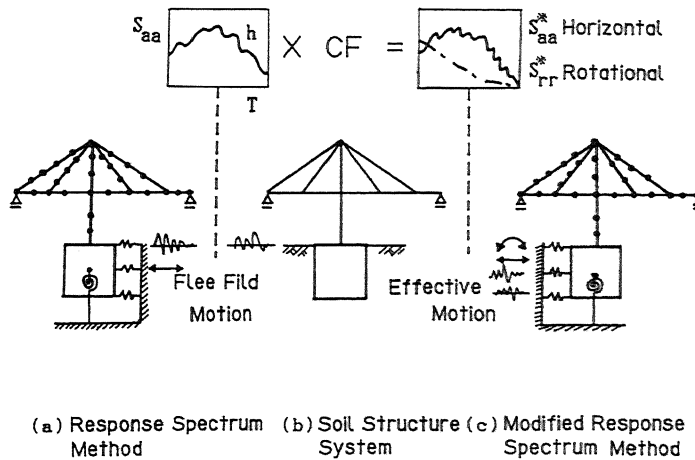 Saa h X CF = S*aa Horizontal
S*rr Rotational
T
Flee Fild
Motion
Effective
Motion
(a) Response Spectrum
Method
(b) Soil Structure
System
(c) Modified Response
Spectrum Method